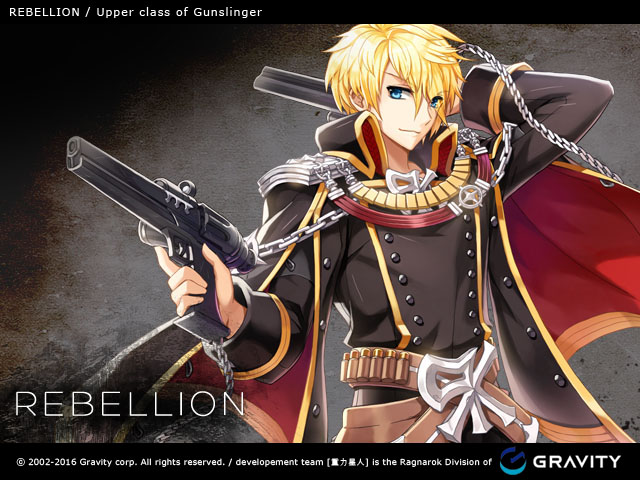 REBELLION / Upper class of Gunslinger
REBELLION
© 2002-2016 Gravity corp. All rights reserved. / developement team [重力星人] is the Ragnarok Division of GRAVITY